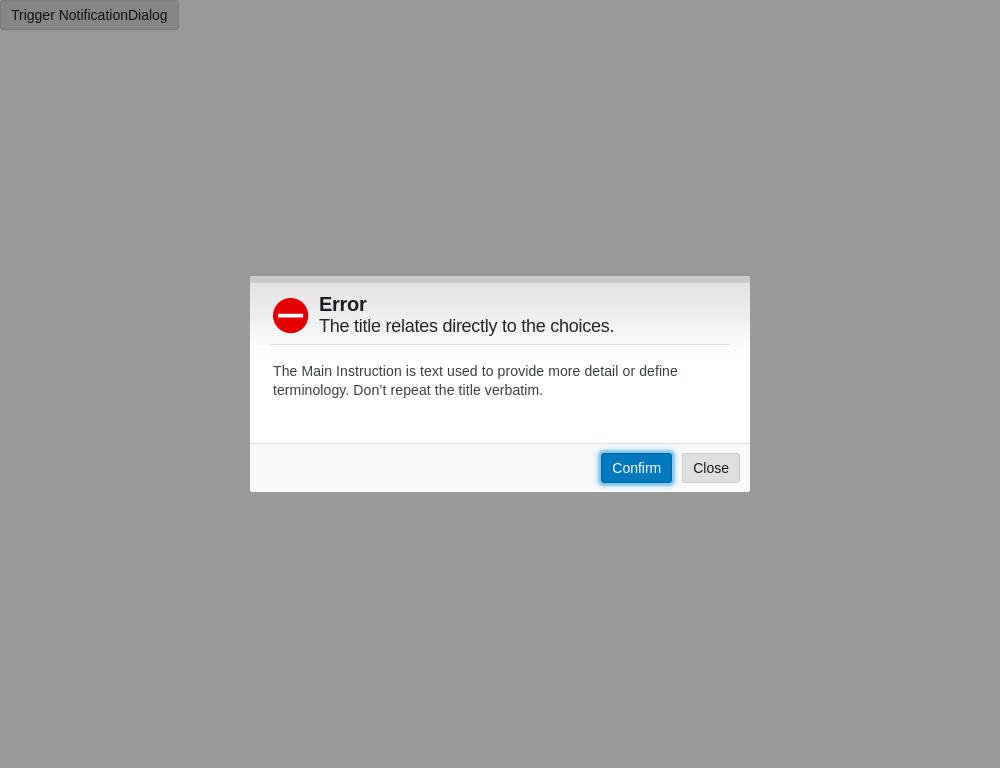 Trigger NotificationDialog
Error
The title relates directly to the choices.
The Main Instruction is text used to provide more detail or define
terminology. Don’t repeat the title verbatim.
Confirm Close